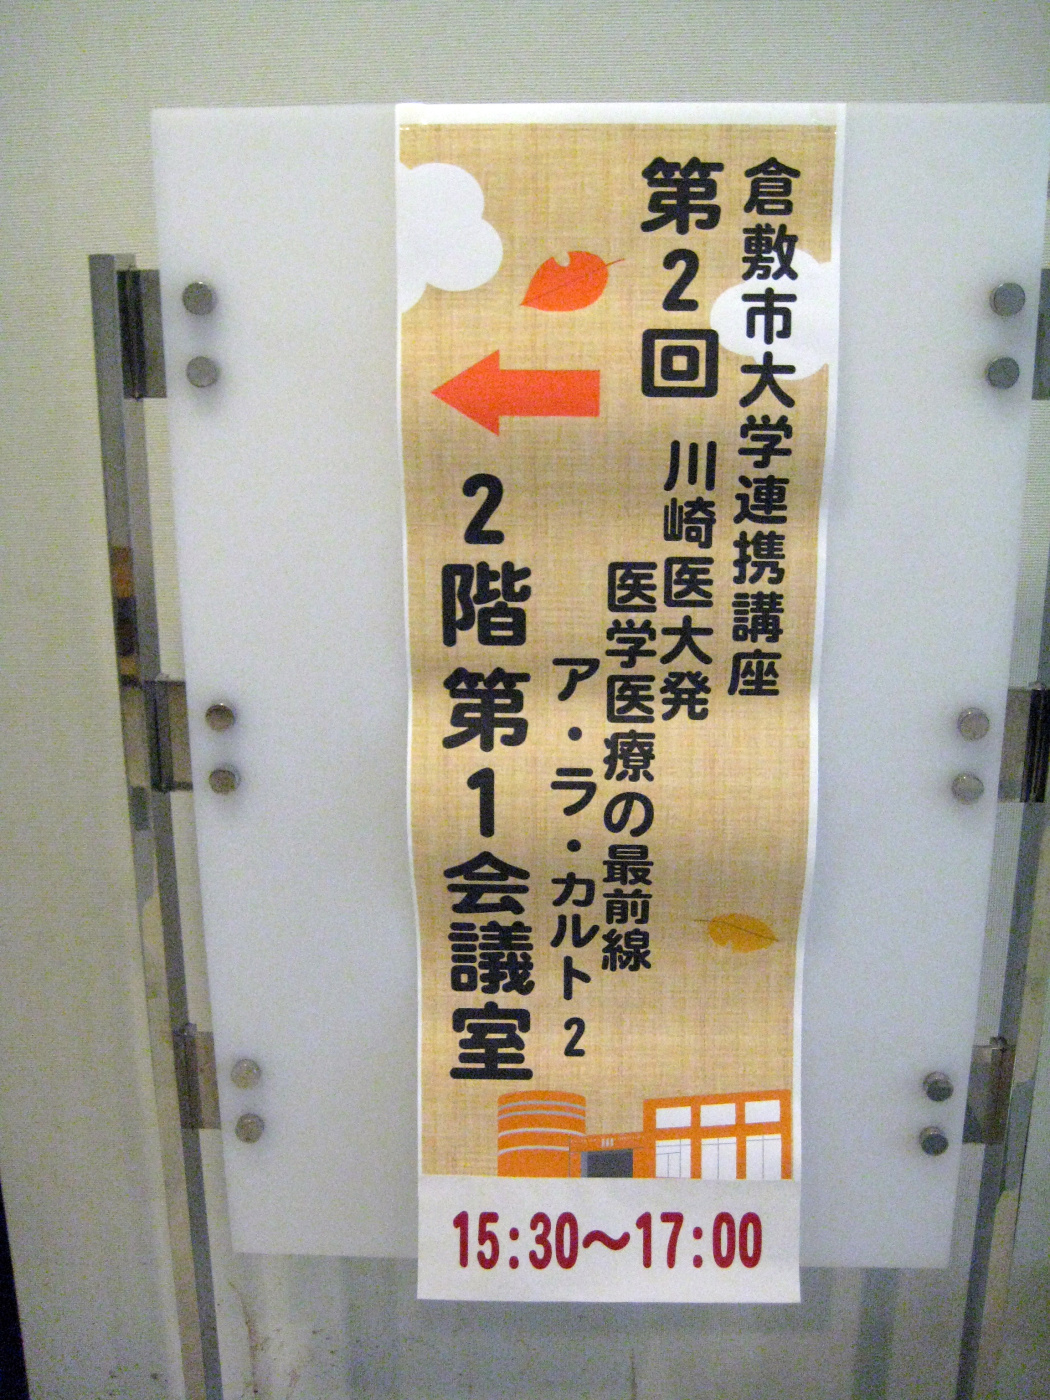 倉敷市大学連携講座
第2回 川崎医大発
医学医療の最前線
ア・ラ・カルト2
2階第1会議室
15:30～17:00